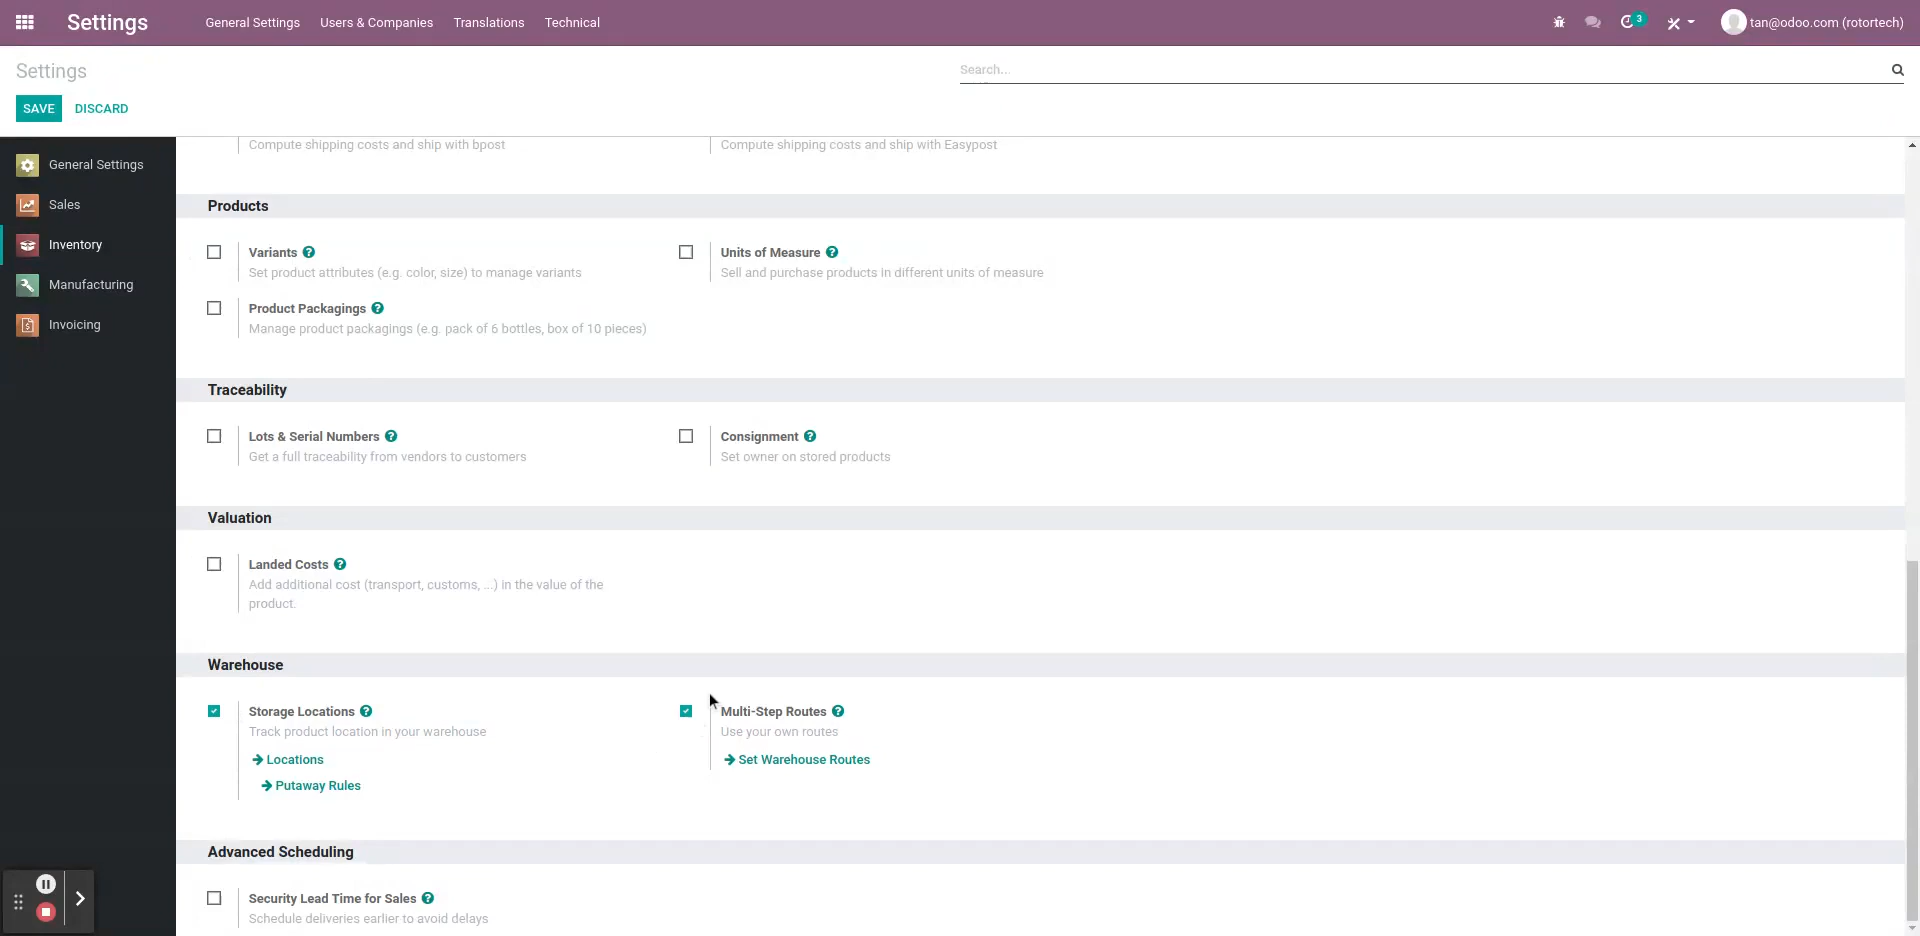 Settings General Settings Users & Companies Translations Technical 3 tan@odoo.com (rotortech)
Settings
Search...
SAVE DISCARD
General Settings
Sales
Inventory
Manufacturing
Invoicing
Compute shipping costs and ship with bpost Compute shipping costs and ship with Easypost
Products
Variants ? Units of Measure ?
Set product attributes (e.g. color, size) to manage variants Sell and purchase products in different units of measure
Product Packagings ?
Manage product packagings (e.g. pack of 6 bottles, box of 10 pieces)
Traceability
Lots & Serial Numbers ? Consignment ?
Get a full traceability from vendors to customers Set owner on stored products
Valuation
Landed Costs ?
Add additional cost (transport, customs, ...) in the value of the
product.
Warehouse
Storage Locations ? Multi-Step Routes ?
Track product location in your warehouse Use your own routes
Locations Set Warehouse Routes
Putaway Rules
Advanced Scheduling
Security Lead Time for Sales ?
Schedule deliveries earlier to avoid delays